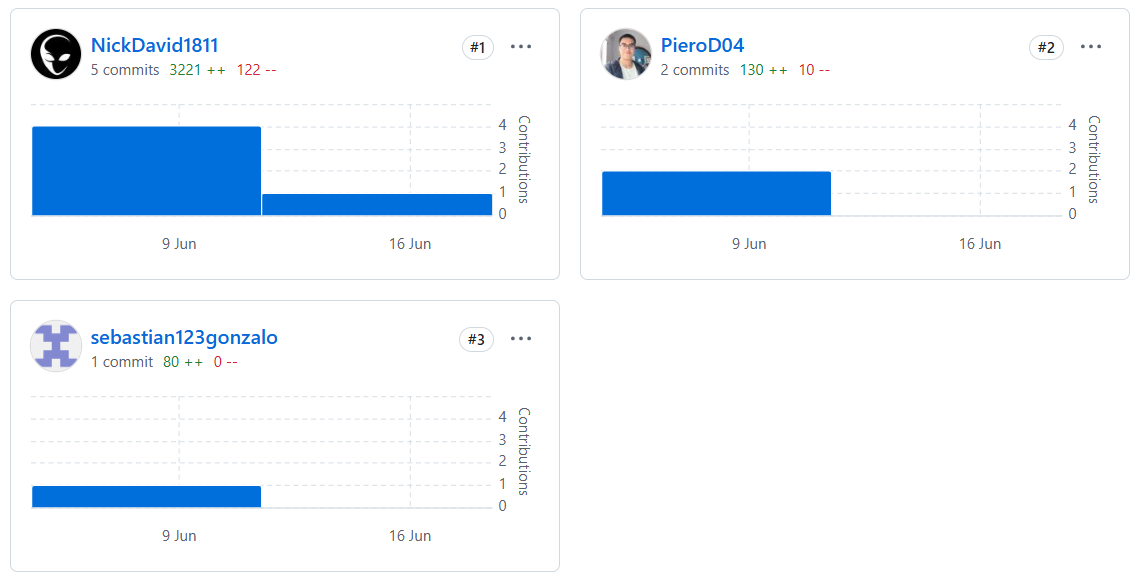 NickDavid1811
#1
5 commits 3221 ++ 122 --
4
3
2
1
0
Contributions
9 Jun
16 Jun
PieroD04
#2
2 commits 130 ++ 10 --
4
3
2
1
0
Contributions
9 Jun
16 Jun
sebastian123gonzalo
#3
1 commit 80 ++ 0 --
4
3
2
1
0
Contributions
9 Jun
16 Jun